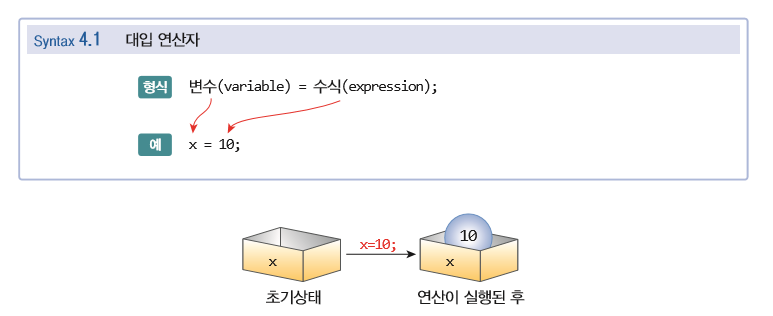 Syntax 4.1 대입 연산자
형식 변수(variable) = 수식(expression);
예 x = 10;
x=10;
10
x
x
초기상태
연산이 실행된 후